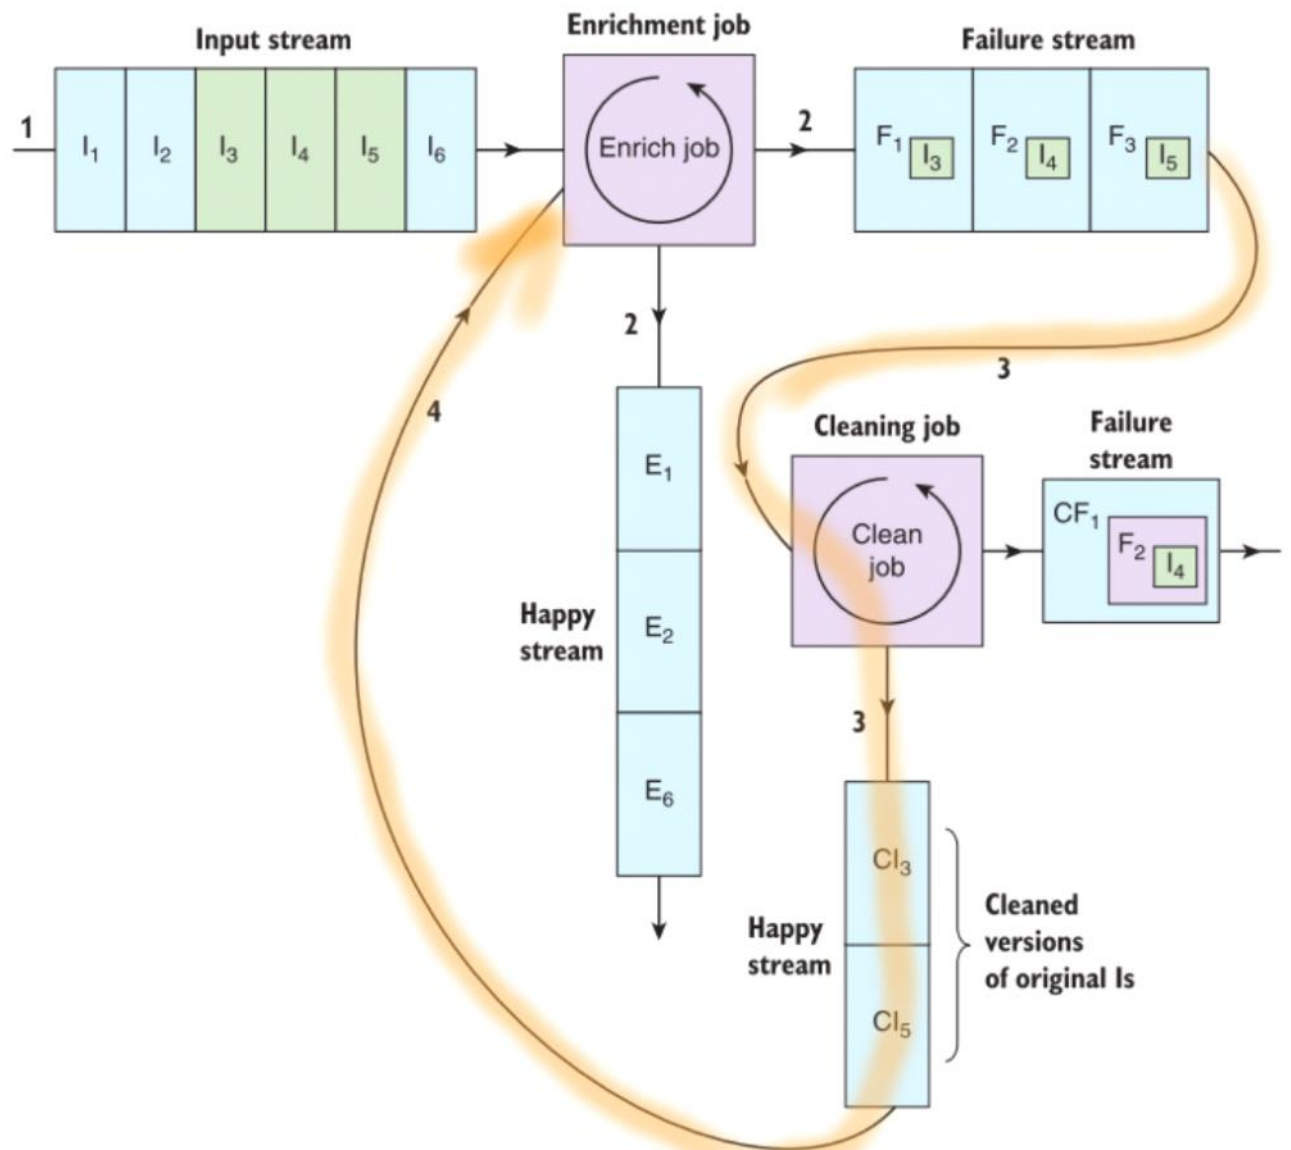 Input stream
Enrichment job
Failure stream
1
I₁ I₂ I₃ I₄ I₅ I₆
Enrich job
2
F₁ I₃ F₂ I₄ F₃ I₅
2
3
4
Cleaning job
Failure
stream
E₁
Clean
job
CF₁ F₂ I₄
Happy
stream
E₂
3
E₆
CI₃
Happy
stream
Cleaned
versions
of original Is
CI₅